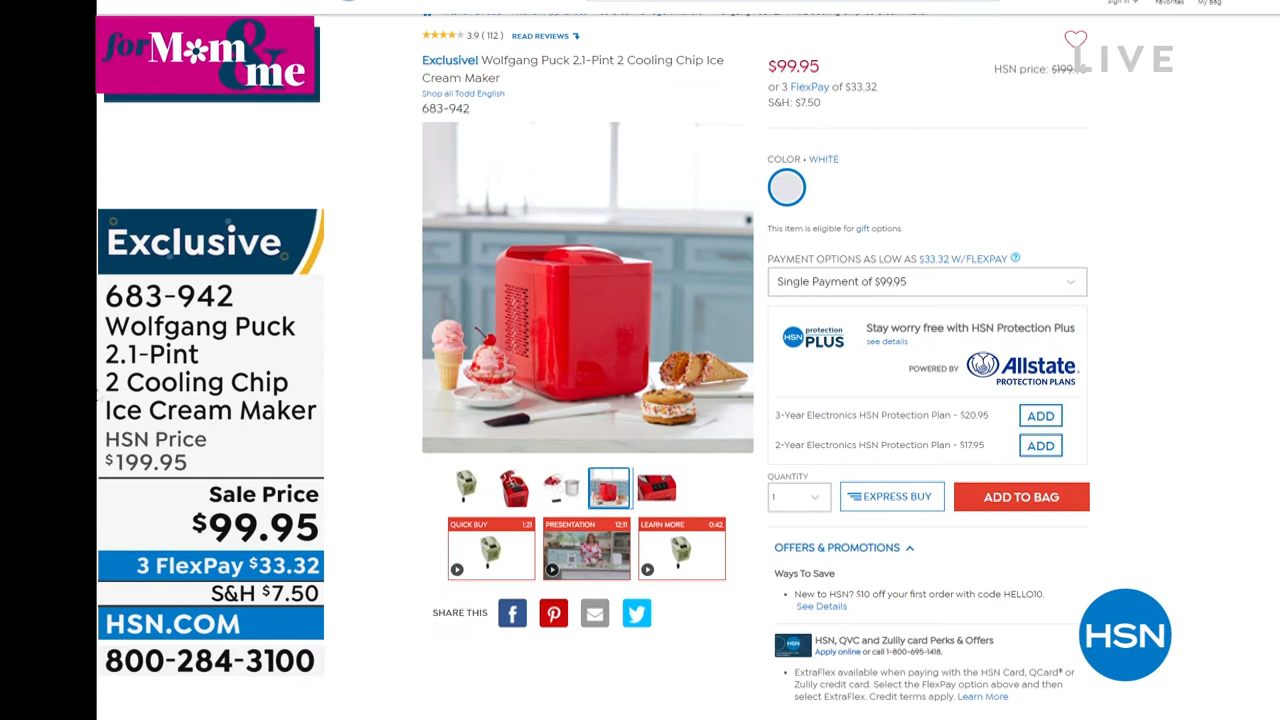 for Mom
& me
Exclusive
683-942
Wolfgang Puck
2.1-Pint
2 Cooling Chip
Ice Cream Maker
HSN Price
$199.95
Sale Price
$99.95
3 FlexPay $33.32
S&H $7.50
HSN.COM
800-284-3100
Sign In
Favorites
My Bag
3.9 (112) READ REVIEWS
Exclusive! Wolfgang Puck 2.1-Pint 2 Cooling Chip Ice
Cream Maker
Shop all Todd English
683-942
QUICK BUY 1:21
PRESENTATION 12:11
LEARN MORE 0:42
SHARE THIS
$99.95
HSN price:
LIVE
or 3 FlexPay of $33.32
S&H: $7.50
COLOR • WHITE
This item is eligible for gift options.
PAYMENT OPTIONS AS LOW AS $33.32 W/FLEXPAY ?
Single Payment of $99.95
HSN protection PLUS
Stay worry free with HSN Protection Plus
see details
POWERED BY Allstate
PROTECTION PLANS
3-Year Electronics HSN Protection Plan - $20.95 ADD
2-Year Electronics HSN Protection Plan - $17.95 ADD
QUANTITY
1 EXPRESS BUY ADD TO BAG
OFFERS & PROMOTIONS
Ways To Save
• New to HSN? $10 off your first order with code HELLO10.
See Details
HSN, QVC and Zulily card Perks & Offers
Apply online or call 1-800-695-1418.
• ExtraFlex available when paying with the HSN Card, QCard® or
Zulily credit card. Select the FlexPay option above and then
select ExtraFlex. Credit terms apply. Learn More
HSN